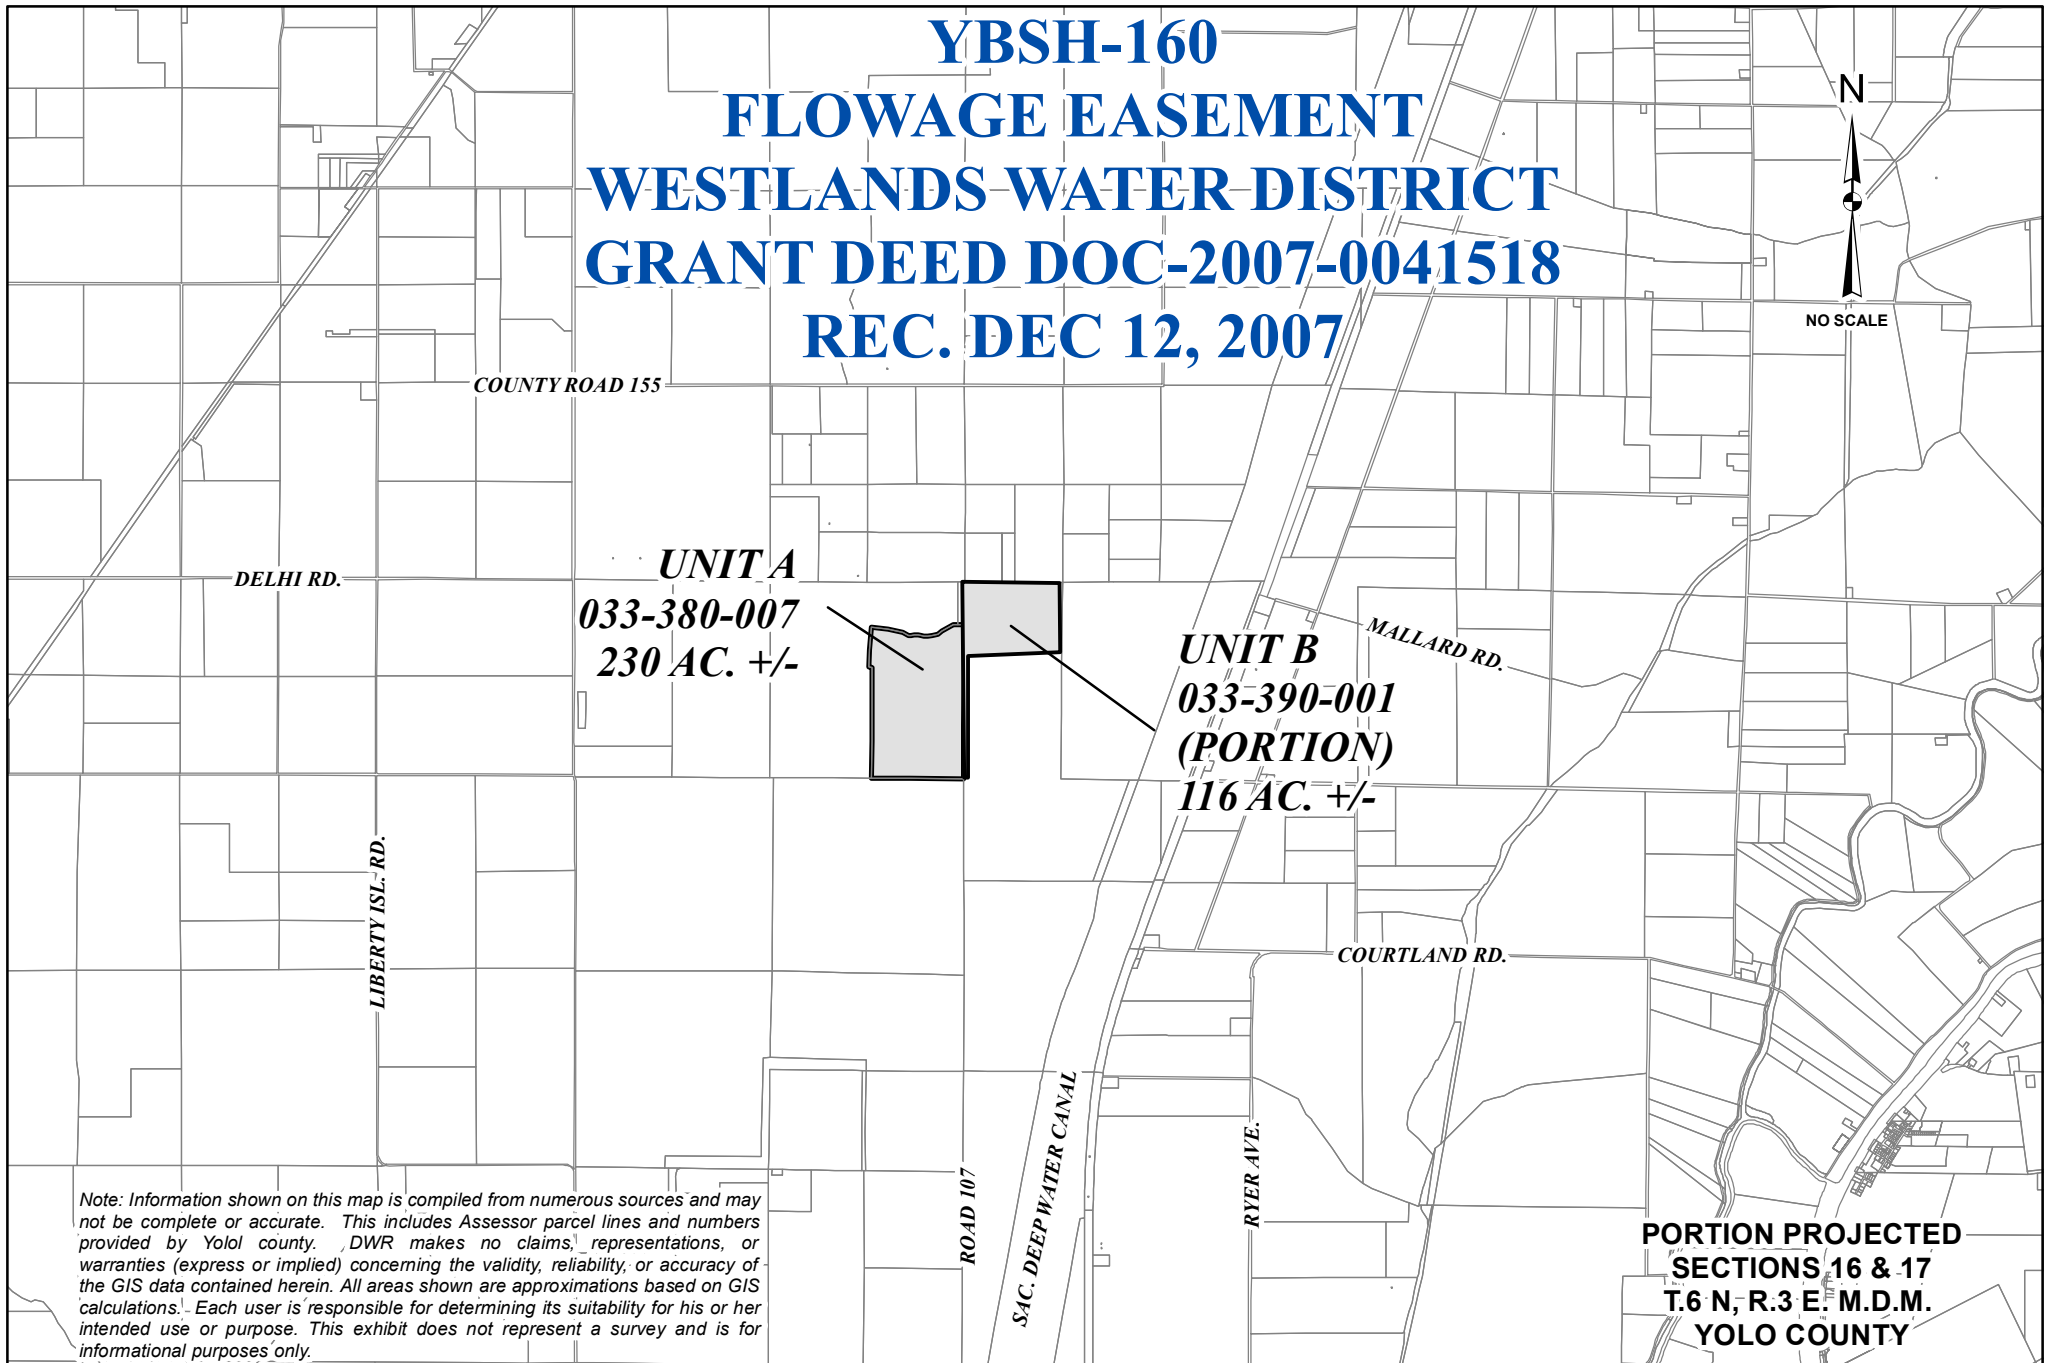 YBSH-160
FLOWAGE EASEMENT
WESTLANDS WATER DISTRICT
GRANT DEED DOC-2007-0041518
REC. DEC 12, 2007
N
NO SCALE
COUNTY ROAD 155
DELHI RD.
UNIT A
033-380-007
230 AC. +/-
UNIT B
033-390-001
(PORTION)
116 AC. +/-
MALLARD RD.
LIBERTY ISL. RD.
COURTLAND RD.
ROAD 107
SAC. DEEP WATER CANAL
RYER AVE.
Note: Information shown on this map is compiled from numerous sources and may
not be complete or accurate. This includes Assessor parcel lines and numbers
provided by Yolol county. DWR makes no claims, representations, or
warranties (express or implied) concerning the validity, reliability, or accuracy of
the GIS data contained herein. All areas shown are approximations based on GIS
calculations. Each user is responsible for determining its suitability for his or her
intended use or purpose. This exhibit does not represent a survey and is for
informational purposes only.
PORTION PROJECTED
SECTIONS 16 & 17
T.6 N, R.3 E. M.D.M.
YOLO COUNTY